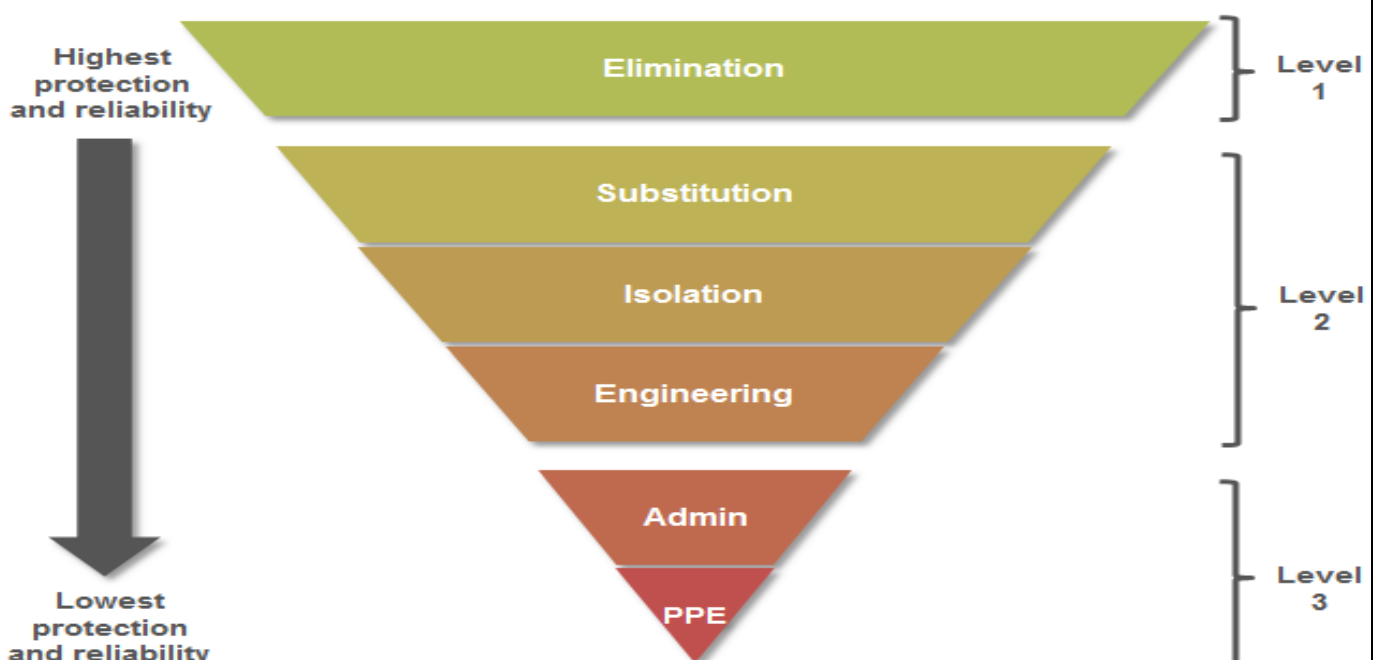 Highest
protection
and reliability
Elimination
Level
1
Substitution
Isolation
Level
2
Engineering
Admin
Level
3
PPE
Lowest
protection
and reliability